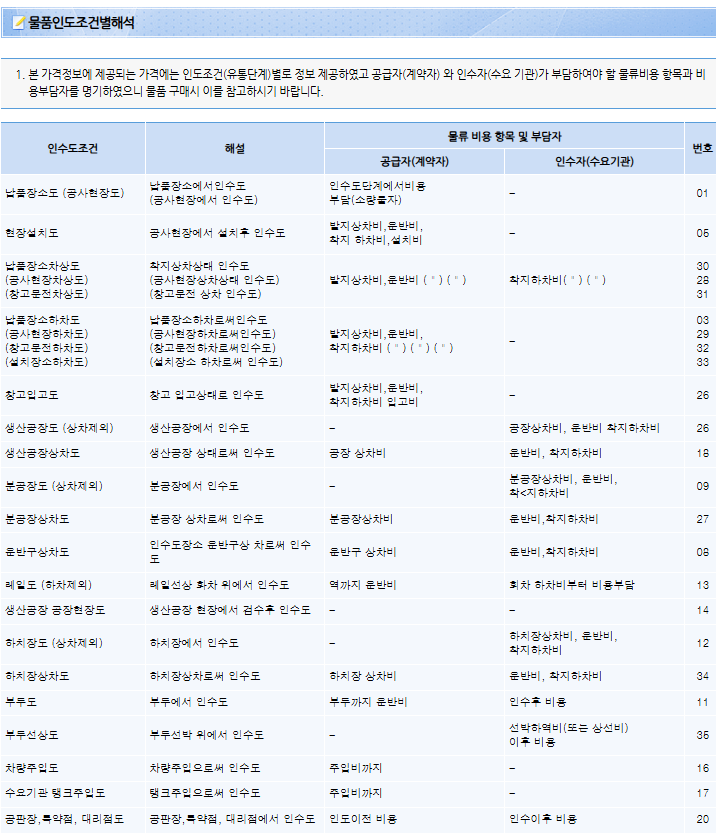 물품인도조건별해석
1. 본 가격정보에 제공되는 가격에는 인도조건(유통단계)별로 정보 제공하였고 공급자(계약자) 와 인수자(수요 기관)가 부담하여야 할 물류비용 항목과 비
용부담자를 명기하였으니 물품 구매시 이를 참고하시기 바랍니다.
인수도조건 해설 물류 비용 항목 및 부담자 번호
공급자(계약자) 인수자(수요기관)
납품장소도 (공사현장도) 납품장소에서인수도 인수도단계에서비용 – 01
(공사현장에서 인수도) 부담(소량물자)
현장설치도 공사현장에서 설치후 인수도 발지상차비,운반비, – 05
착지 하차비,설치비
납품장소차상도 착지상차상태 인수도 30
(공사현장차상도) (공사현장상차상태 인수도) 발지상차비,운반비 ( " ) ( " ) 착지하차비( " ) ( " ) 28
(창고문전차상도) (창고문전 상차 인수도) 31
납품장소하차도 납품장소하차로써인수도 03
(공사현장하차도) (공사현장하차로써인수도) 발지상차비,운반비, – 29
(창고문전하차도) (창고문전하차로써인수도) 착지하차비 ( " ) ( " ) ( " ) 32
(설치장소하차도) (설치장소 하차로써 인수도) 33
창고입고도 창고 입고상태로 인수도 발지상차비,운반비, – 26
착지하차비 입고비
생산공장도 (상차제외) 생산공장에서 인수도 – 공장상차비, 운반비 착지하차비 26
생산공장상차도 생산공장 상태로써 인수도 공장 상차비 운반비, 착지하차비 18
분공장도 (상차제외) 분공장에서 인수도 – 분공장상차비, 운반비, 09
착<지하차비
분공장상차도 분공장 상차로써 인수도 분공장상차비 운반비,착지하차비 27
운반구상차도 인수도장소 운반구상 차로써 인수 운반구 상차비 운반비,착지하차비 08
도
레일도 (하차제외) 레일선상 화차 위에서 인수도 역까지 운반비 회차 하차비부터 비용부담 13
생산공장 공장현장도 생산공장 현장에서 검수후 인수도 – – 14
하치장도 (상차제외) 하치장에서 인수도 – 하치장상차비, 운반비, 12
착지하차비
하치장상차도 하치장상차로써 인수도 하치장 상차비 운반비, 착지하차비 34
부두도 부두에서 인수도 부두까지 운반비 인수후 비용 11
부두선상도 부두선박 위에서 인수도 – 선박하역비(또는 상선비) 35
이후 비용
차량주입도 차량주입으로써 인수도 주입비까지 – 16
수요기관 탱크주입도 탱크주입으로써 인수도 주입비까지 – 17
공판장,특약점, 대리점도 공판장,특약점, 대리점에서 인수도 인도이전 비용 인수이후 비용 20